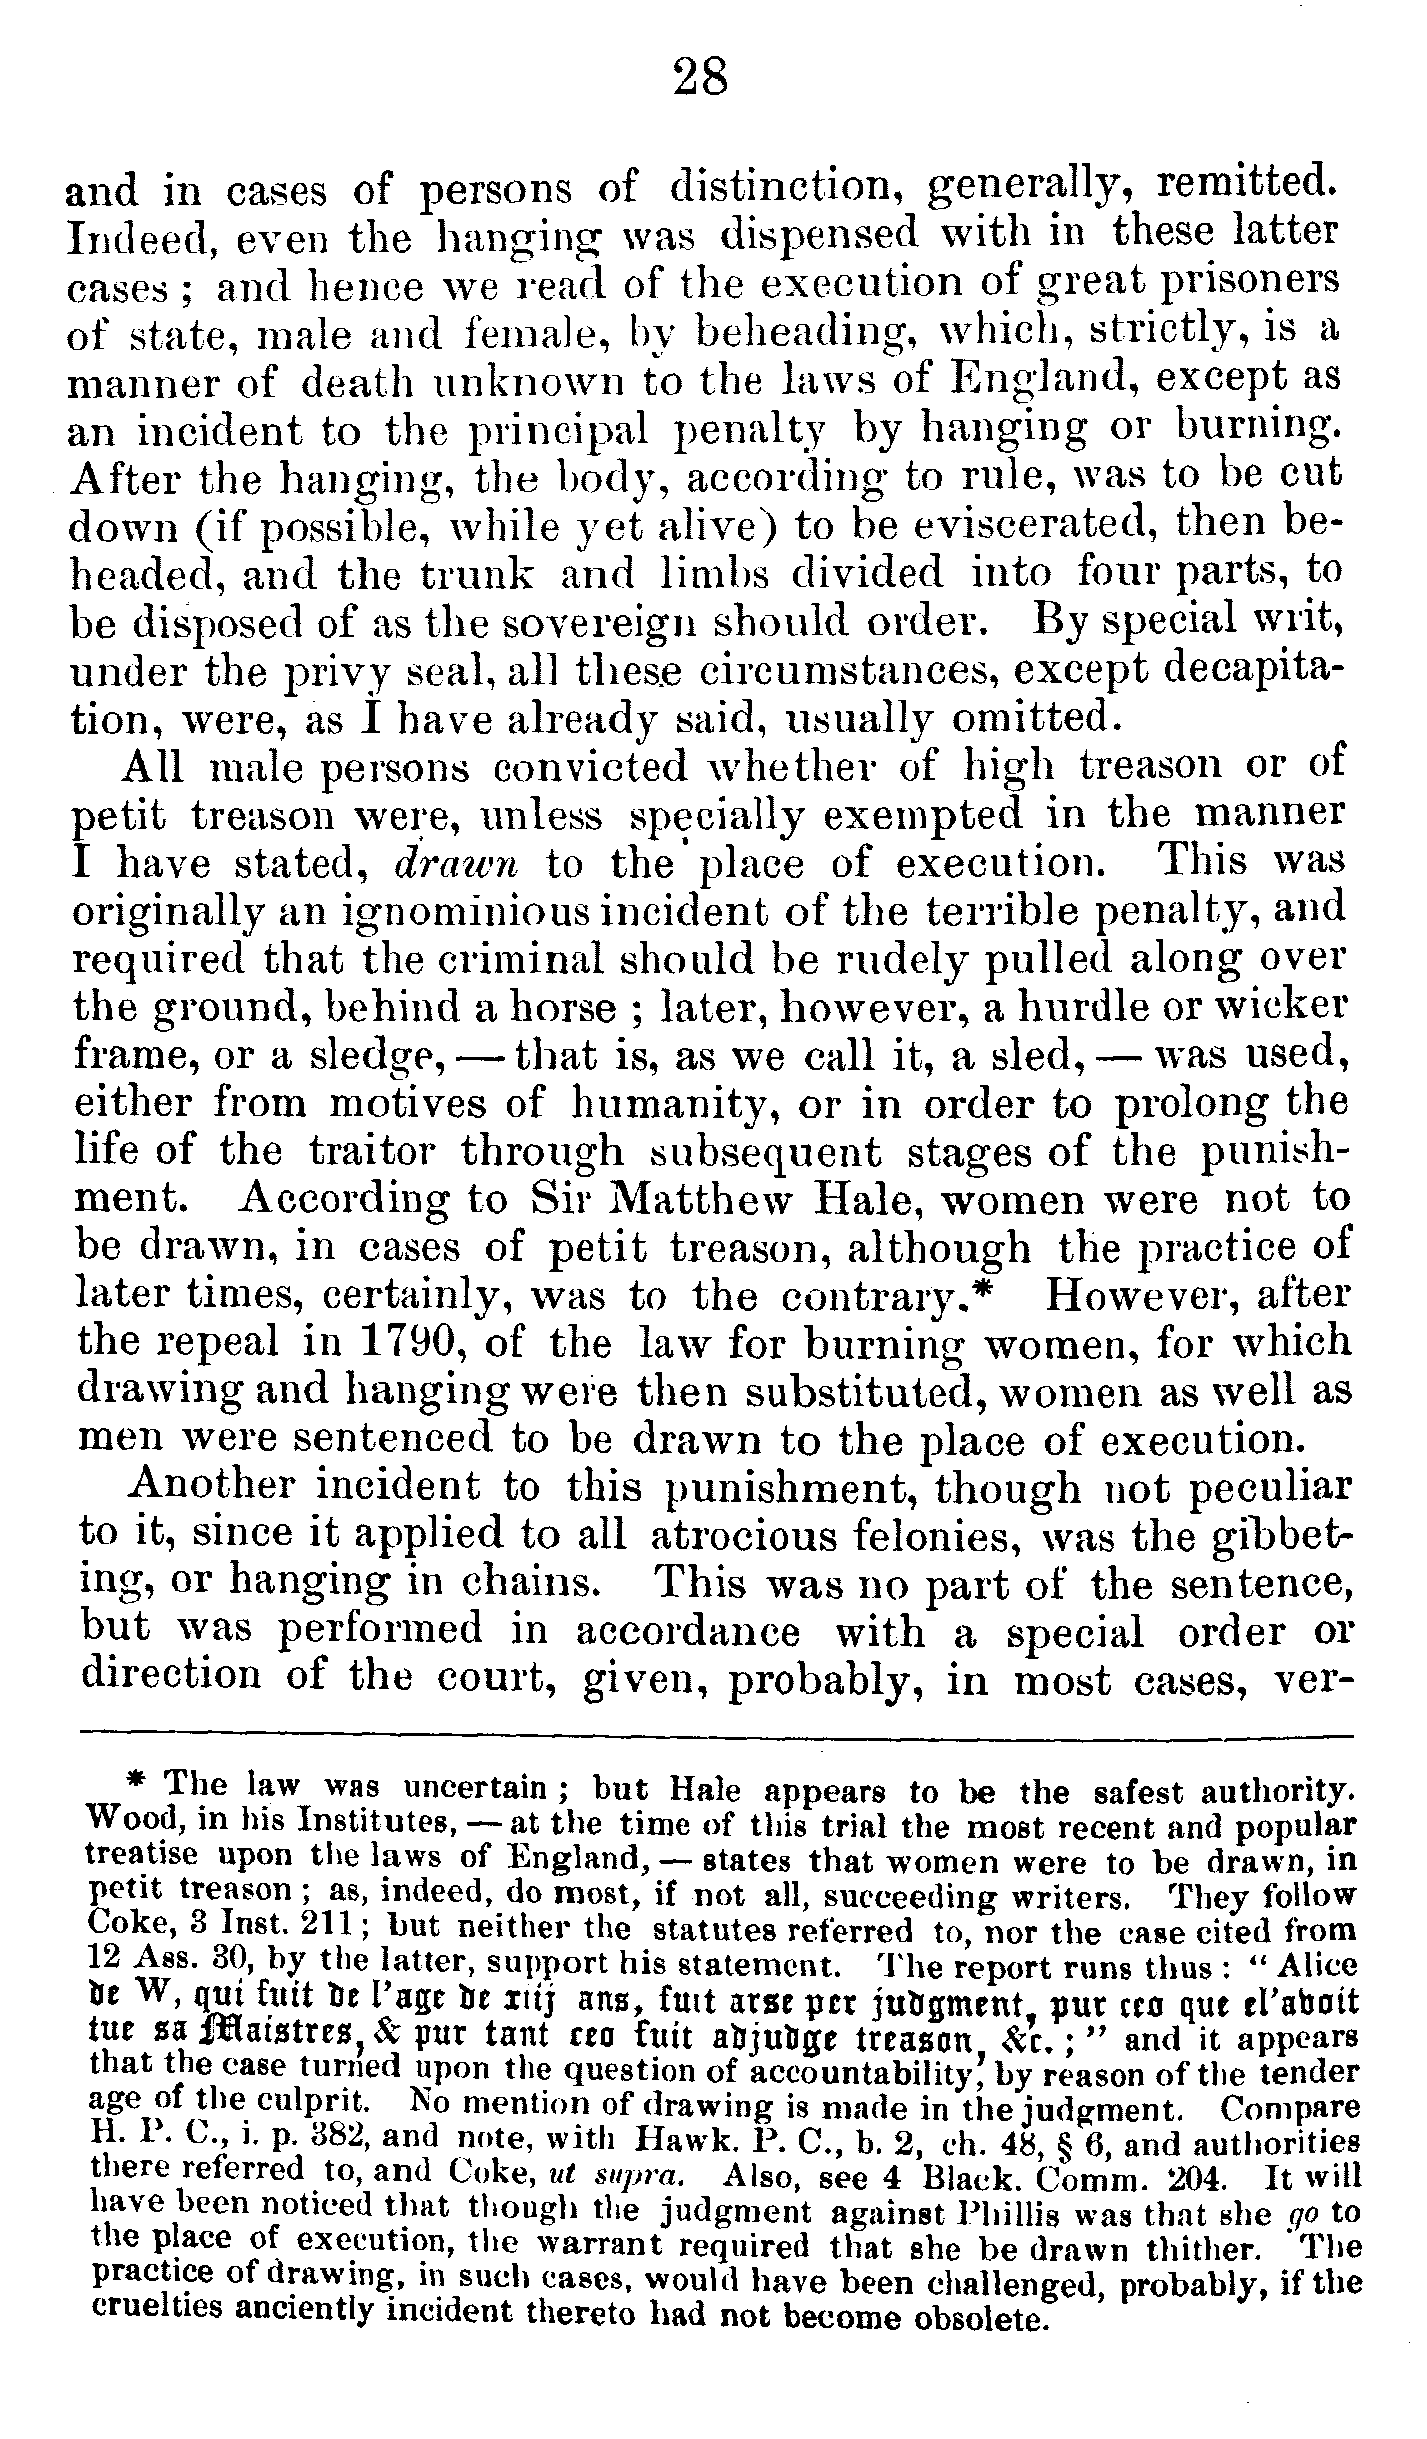 28
and in cases of persons of distinction, generally, remitted.
Indeed, even the hanging was dispensed with in these latter
cases ; and hence we read of the execution of great prisoners
of state, male and female, by beheading, which, strictly, is a
manner of death unknown to the laws of England, except as
an incident to the principal penalty by hanging or burning.
After the hanging, the body, according to rule, was to be cut
down (if possible, while yet alive) to be eviscerated, then be-
headed, and the trunk and limbs divided into four parts, to
be disposed of as the sovereign should order. By special writ,
under the privy seal, all these circumstances, except decapita-
tion, were, as I have already said, usually omitted.
All male persons convicted whether of high treason or of
petit treason were, unless specially exempted in the manner
I have stated, drawn to the place of execution. This was
originally an ignominious incident of the terrible penalty, and
required that the criminal should be rudely pulled along over
the ground, behind a horse ; later, however, a hurdle or wicker
frame, or a sledge, — that is, as we call it, a sled, — was used,
either from motives of humanity, or in order to prolong the
life of the traitor through subsequent stages of the punish-
ment. According to Sir Matthew Hale, women were not to
be drawn, in cases of petit treason, although the practice of
later times, certainly, was to the contrary.* However, after
the repeal in 1790, of the law for burning women, for which
drawing and hanging were then substituted, women as well as
men were sentenced to be drawn to the place of execution.
Another incident to this punishment, though not peculiar
to it, since it applied to all atrocious felonies, was the gibbet-
ing, or hanging in chains. This was no part of the sentence,
but was performed in accordance with a special order or
direction of the court, given, probably, in most cases, ver-
* The law was uncertain ; but Hale appears to be the safest authority.
Wood, in his Institutes, — at the time of this trial the most recent and popular
treatise upon the laws of England, — states that women were to be drawn, in
petit treason ; as, indeed, do most, if not all, succeeding writers. They follow
Coke, 3 Inst. 211 ; but neither the statutes referred to, nor the case cited from
12 Ass. 30, by the latter, support his statement. The report runs thus : “ Alice
de W, qui fuit de l’age de xiij ans, fuit arse per judgment, pur ceo que el’aboit
tue sa Maistres, & pur tant ceo fuit adjudge treason, &c. ; ” and it appears
that the case turned upon the question of accountability, by reason of the tender
age of the culprit. No mention of drawing is made in the judgment. Compare
H. P. C., i. p. 382, and note, with Hawk. P. C., b. 2, ch. 48, § 6, and authorities
there referred to, and Coke, ut supra. Also, see 4 Black. Comm. 204. It will
have been noticed that though the judgment against Phillis was that she go to
the place of execution, the warrant required that she be drawn thither. The
practice of drawing, in such cases, would have been challenged, probably, if the
cruelties anciently incident thereto had not become obsolete.